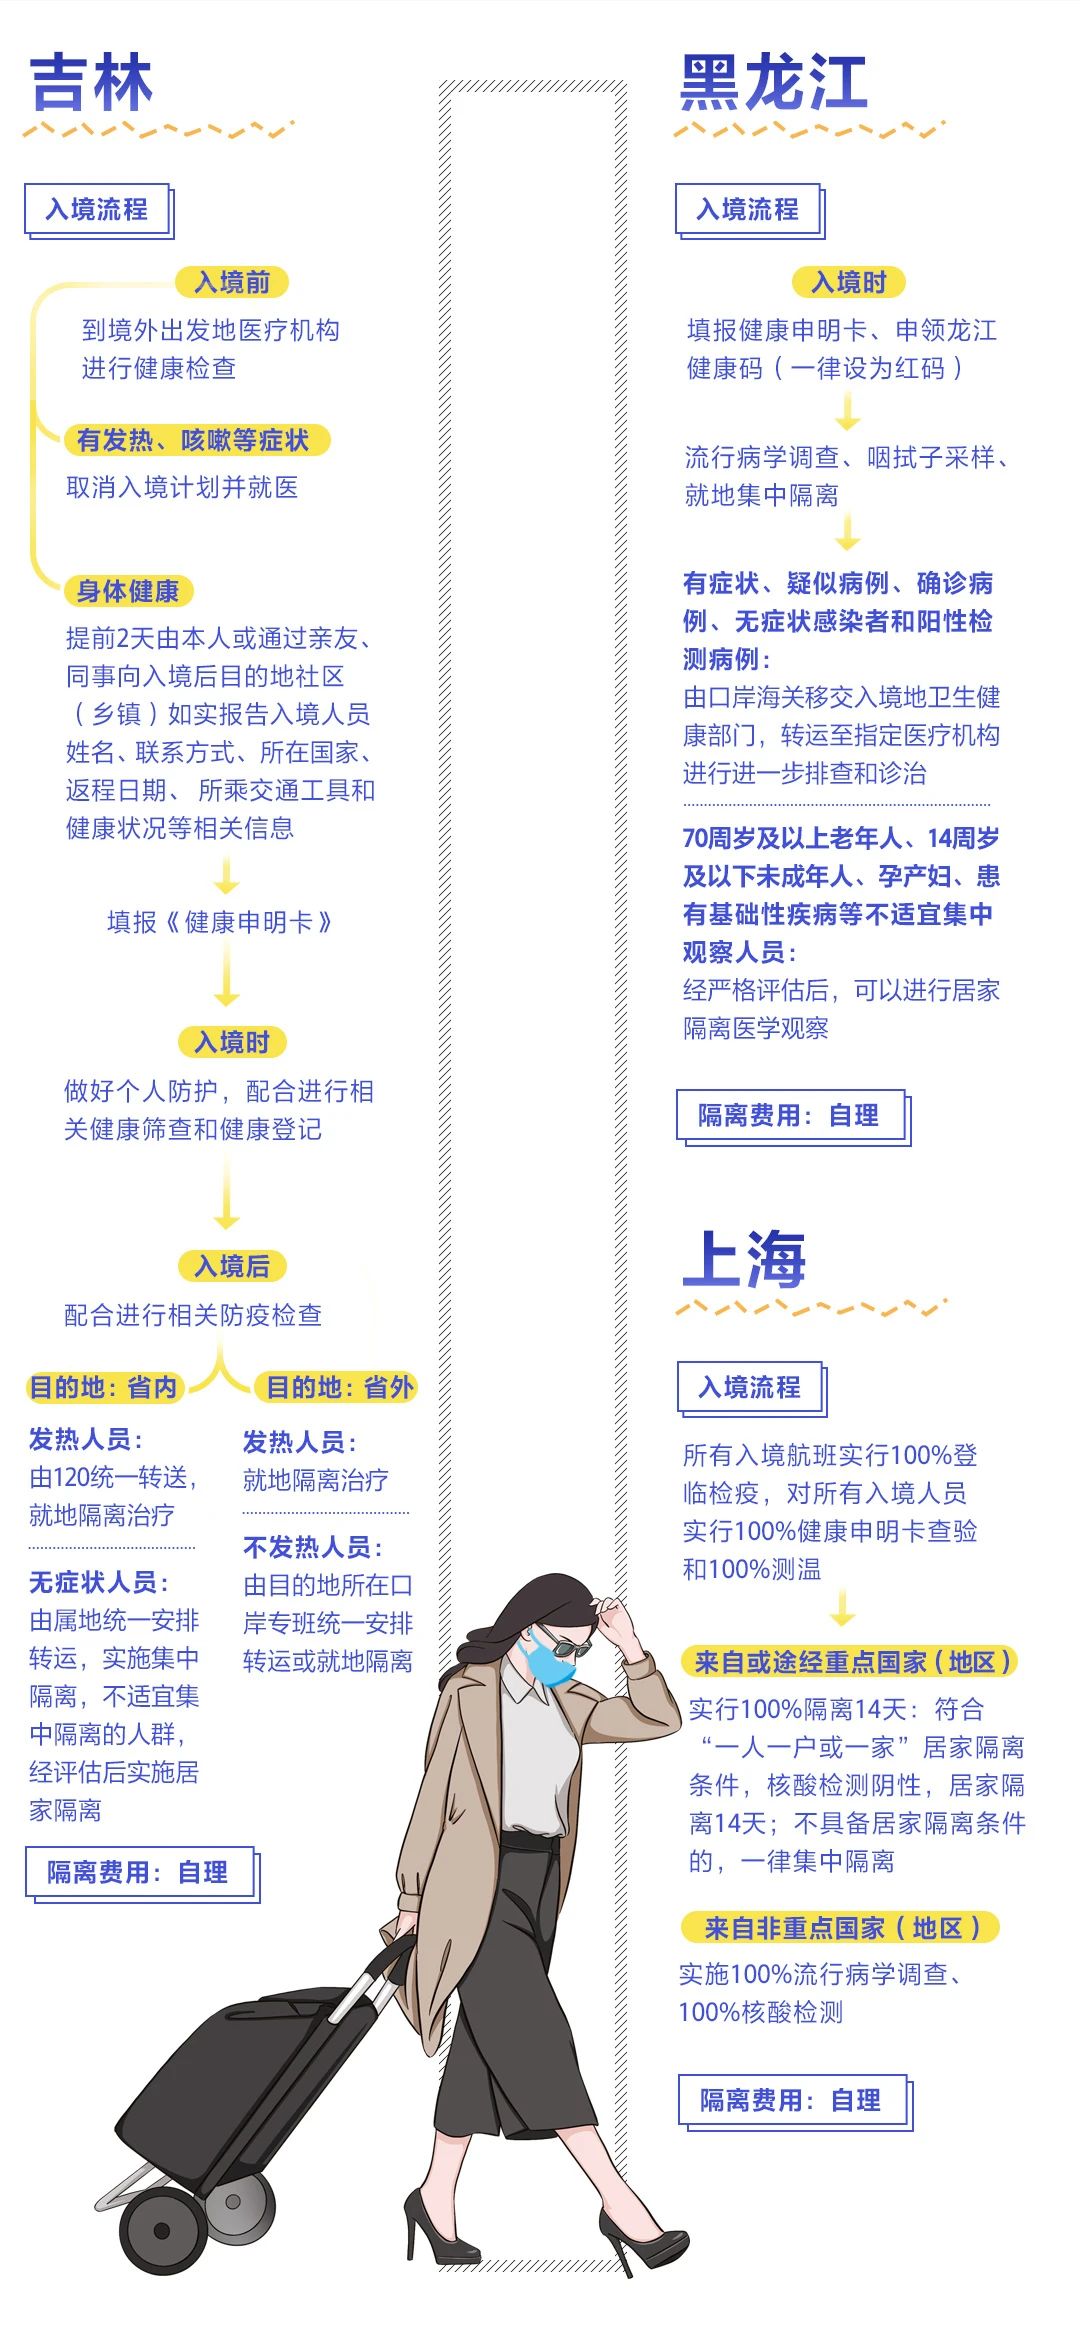 吉林
入境流程
入境前
到境外出发地医疗机构
进行健康检查
有发热、咳嗽等症状
取消入境计划并就医
身体健康
提前2天由本人或通过亲友、
同事向入境后目的地社区
（乡镇）如实报告入境人员
姓名、联系方式、所在国家、
返程日期、所乘交通工具和
健康状况等相关信息
填报《健康申明卡》
入境时
做好个人防护，配合进行相
关健康筛查和健康登记
入境后
配合进行相关防疫检查
目的地：省内
发热人员：
由120统一转送，
就地隔离治疗
无症状人员：
由属地统一安排
转运，实施集中
隔离，不适宜集
中隔离的人群，
经评估后实施居
家隔离
目的地：省外
发热人员：
就地隔离治疗
不发热人员：
由目的地所在口
岸专班统一安排
转运或就地隔离
隔离费用：自理
黑龙江
入境流程
入境时
填报健康申明卡、申领龙江
健康码（一律设为红码）
流行病学调查、咽拭子采样、
就地集中隔离
有症状、疑似病例、确诊病
例、无症状感染者和阳性检
测病例：
由口岸海关移交入境地卫生健
康部门，转运至指定医疗机构
进行进一步排查和诊治
70周岁及以上老年人、14周岁
及以下未成年人、孕产妇、患
有基础性疾病等不适宜集中
观察人员：
经严格评估后，可以进行居家
隔离医学观察
隔离费用：自理
上海
入境流程
所有入境航班实行100%登
临检疫，对所有入境人员
实行100%健康申明卡查验
和100%测温
来自或途经重点国家（地区）
实行100%隔离14天：符合
“一人一户或一家”居家隔离
条件，核酸检测阴性，居家隔
离14天；不具备居家隔离条件
的，一律集中隔离
来自非重点国家（地区）
实施100%流行病学调查、
100%核酸检测
隔离费用：自理